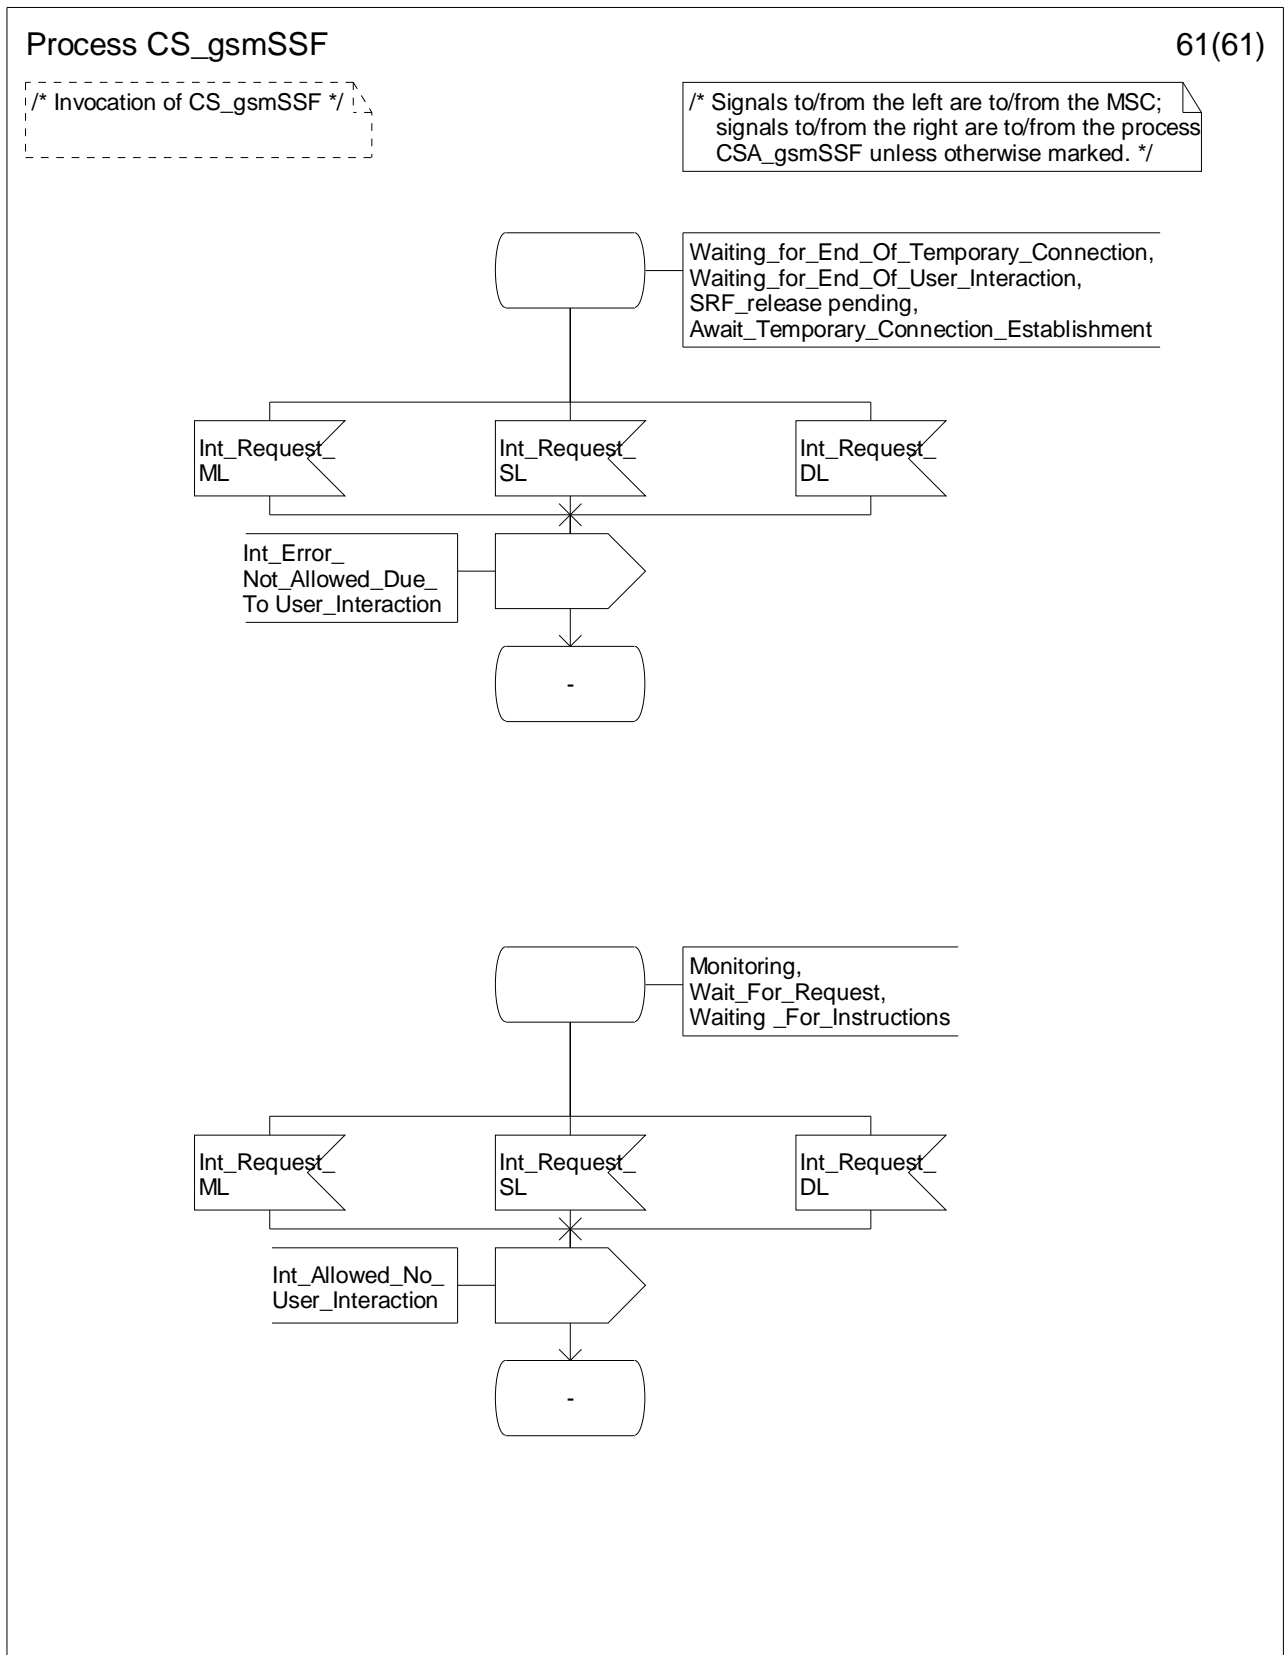 Process CS_gsmSSF
61(61)
/* Invocation of CS_gsmSSF */
/* Signals to/from the left are to/from the MSC;
signals to/from the right are to/from the process
CSA_gsmSSF unless otherwise marked. */
Waiting_for_End_Of_Temporary_Connection,
Waiting_for_End_Of_User_Interaction,
SRF_release pending,
Await_Temporary_Connection_Establishment
Int_Request_
ML
Int_Request_
SL
Int_Request_
DL
Int_Error_
Not_Allowed_Due_
To User_Interaction
-
Monitoring,
Wait_For_Request,
Waiting _For_Instructions
Int_Request_
ML
Int_Request_
SL
Int_Request_
DL
Int_Allowed_No_
User_Interaction
-